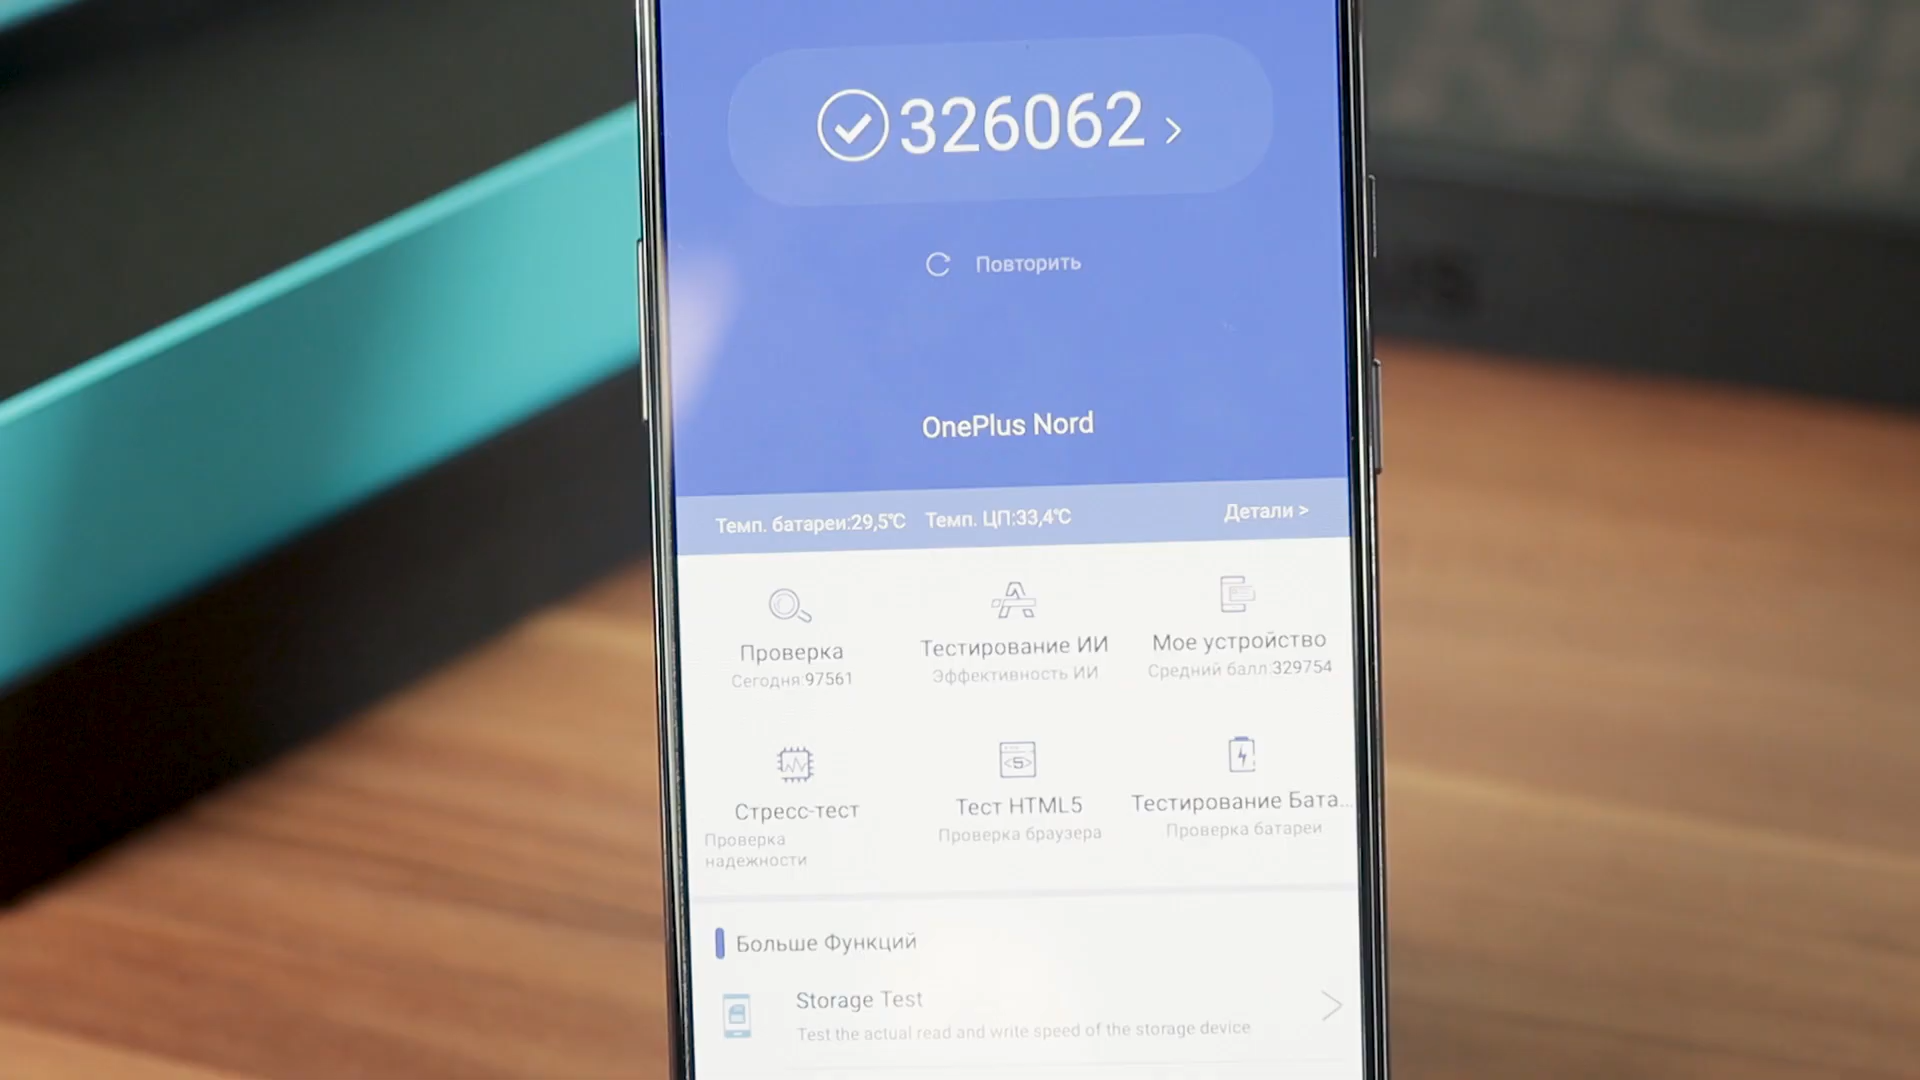 326062 >
Повторить
OnePlus Nord
Темп. батареи:29,5℃ Темп. ЦП:33,4℃ Детали >
Проверка
Сегодня:97561
Тестирование ИИ
Эффективность ИИ
Мое устройство
Средний балл:329754
Стресс-тест
Проверка
надежности
<5>
Тест HTML5
Проверка браузера
Тестирование Бата...
Проверка батареи
Больше Функций
Storage Test
Test the actual read and write speed of the storage device